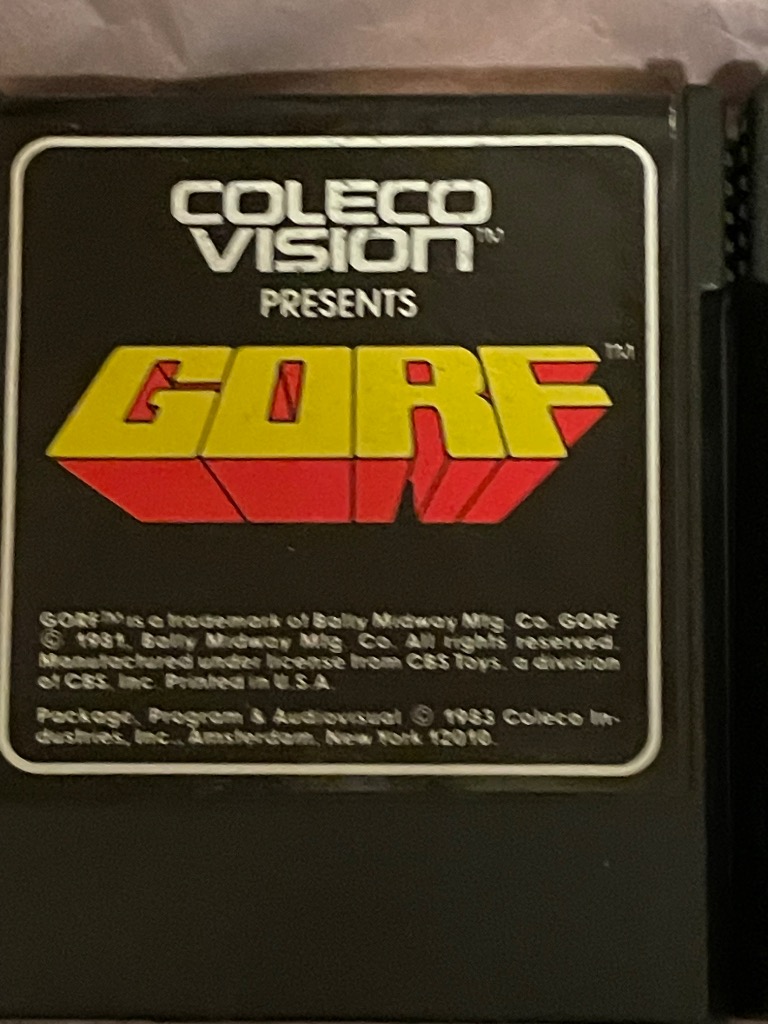 COLECO
VISION™
PRESENTS
GORF™
GORF™ is a trademark of Bally Midway Mfg. Co. GORF
© 1981, Bally Midway Mfg. Co. All rights reserved.
Manufactured under license from CBS Toys, a division
of CBS, Inc. Printed in U.S.A.
Package, Program & Audiovisual © 1983 Coleco In-
dustries, Inc., Amsterdam, New York 12010.